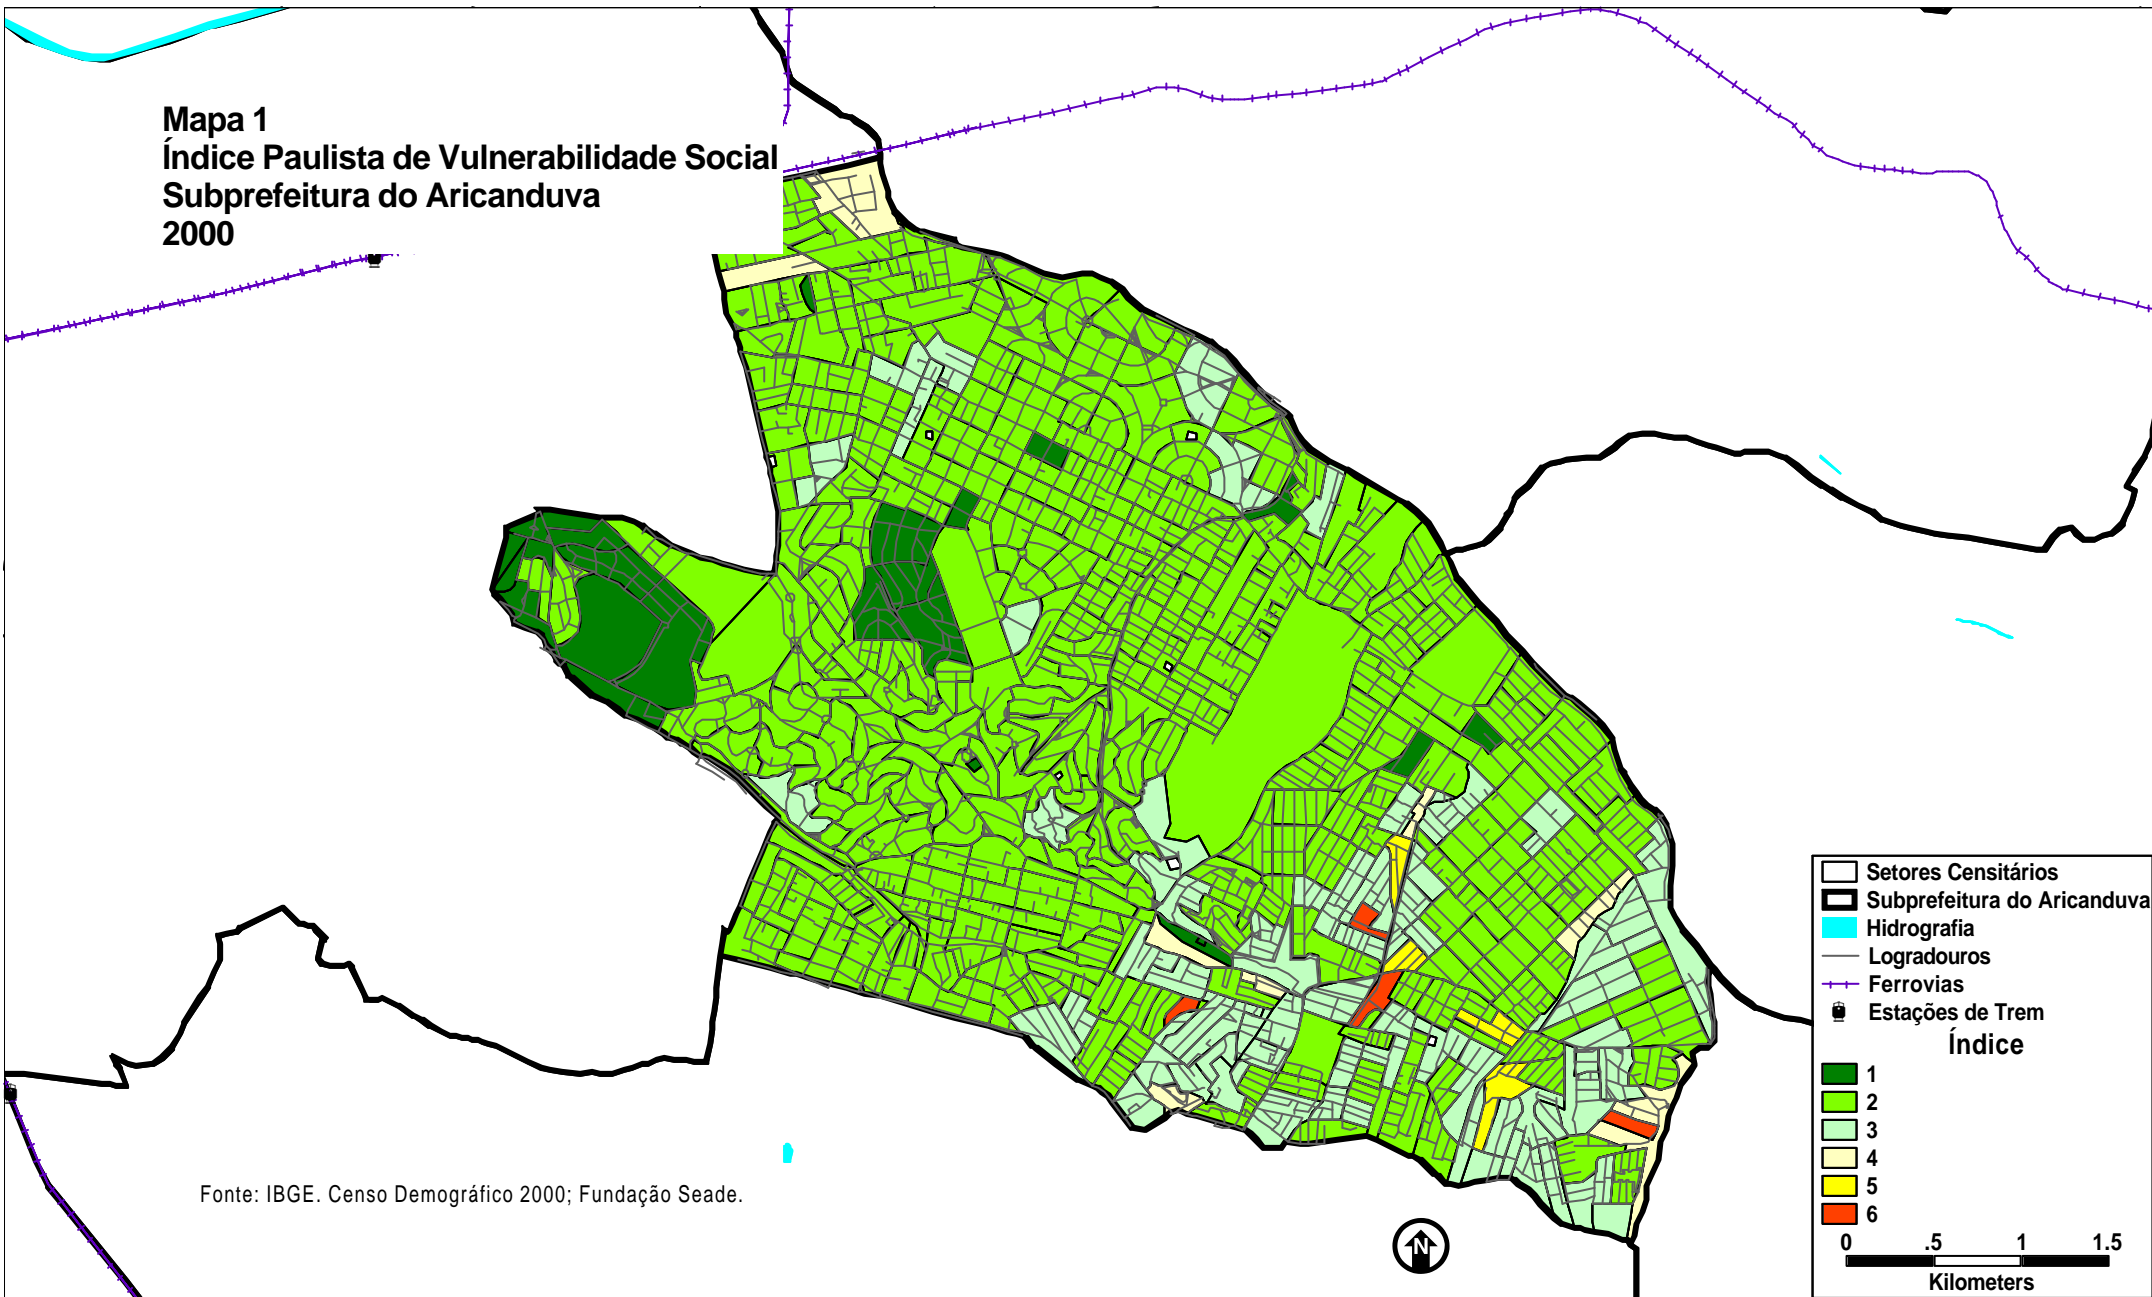 Mapa 1
Índice Paulista de Vulnerabilidade Social
Subprefeitura do Aricanduva
2000
Setores Censitários
Subprefeitura do Aricanduva
Hidrografia
Logradouros
Ferrovias
Estações de Trem
Índice
1
2
3
4
5
6
0 .5 1 1.5
Kilometers
Fonte: IBGE. Censo Demográfico 2000; Fundação Seade.
N